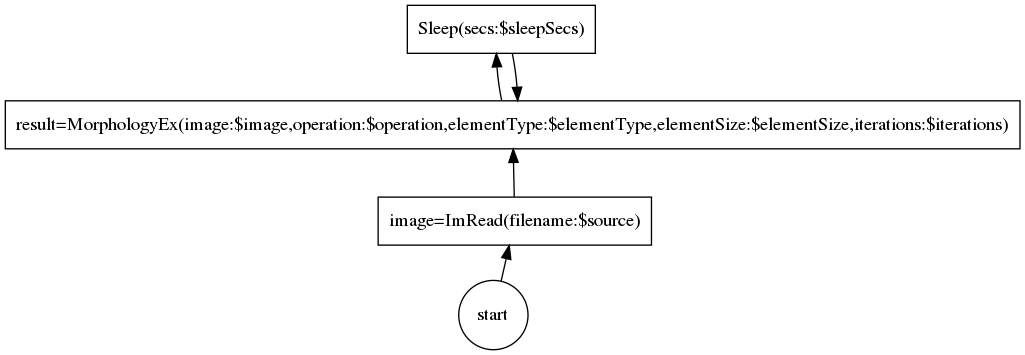 Sleep(secs:$sleepSecs)
result=MorphologyEx(image:$image,operation:$operation,elementType:$elementType,elementSize:$elementSize,iterations:$iterations)
image=ImRead(filename:$source)
start